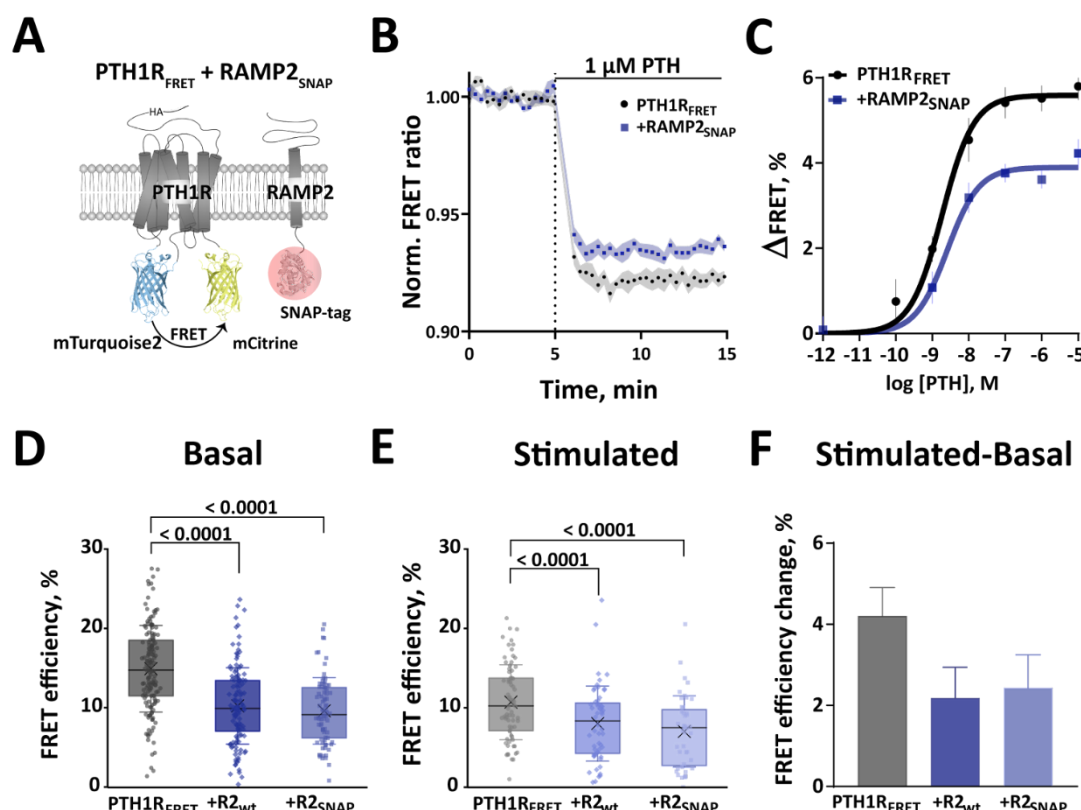 A
PTH1RFRET + RAMP2SNAP
HA
PTH1R
RAMP2
FRET
SNAP-tag
mTurquoise2
mCitrine
B
1 μM PTH
PTH1RFRET
+RAMP2SNAP
Norm. FRET ratio
1.00
0.95
0.90
0 5 10 15
Time, min
C
PTH1RFRET
+RAMP2SNAP
ΔFRET, %
6
4
2
0
-12 -11 -10 -9 -8 -7 -6 -5
log [PTH], M
D
Basal
< 0.0001
< 0.0001
FRET efficiency, %
30
20
10
0
PTH1RFRET +R2wt +R2SNAP
E
Stimulated
< 0.0001
< 0.0001
FRET efficiency, %
30
20
10
0
PTH1RFRET +R2wt +R2SNAP
F
Stimulated-Basal
FRET efficiency change, %
6
4
2
0
PTH1RFRET +R2wt +R2SNAP